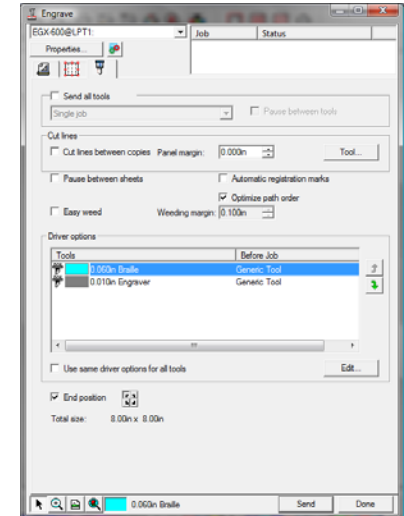 Engrave
EGX-600@LPT1:
Job Status
Properties...
Send all tools
Single job
Pause between tools
Cut lines
Cut lines between copies Panel margin: 0.000in Tool...
Pause between sheets Automatic registration marks
Optimize path order
Easy weed Weeding margin: 0.100in
Driver options
Tools Before Job
0.060in Braille Generic Tool
0.010in Engraver Generic Tool
Use same driver options for all tools Edit...
End position
Total size: 8.00in x 8.00in
0.060in Braille Send Done